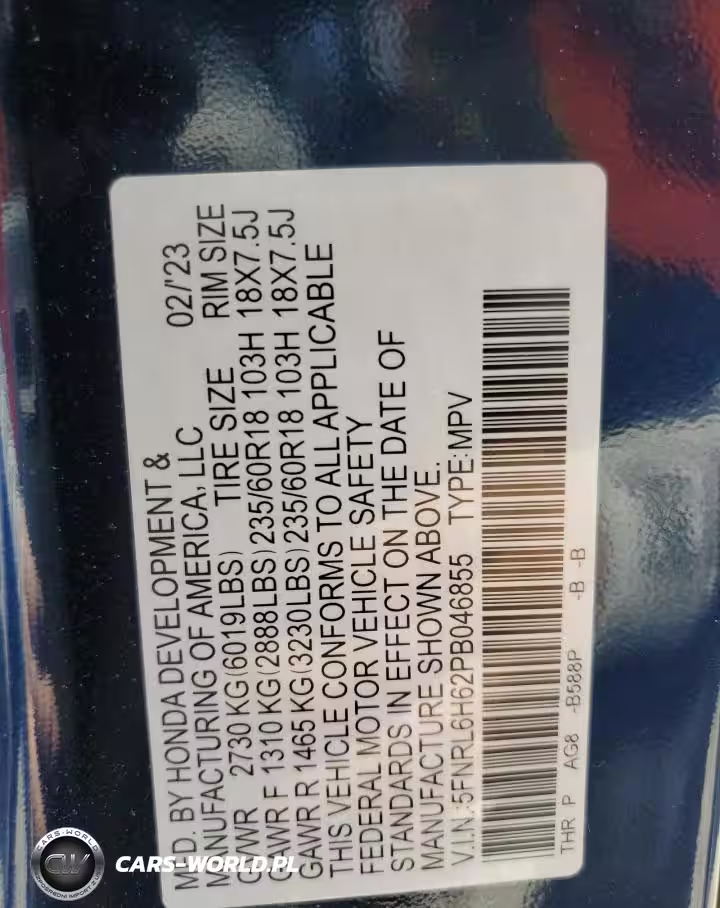 MFD. BY HONDA DEVELOPMENT & 02/'23
MANUFACTURING OF AMERICA, LLC
GVWR 2730 KG(6019LBS) TIRE SIZE RIM SIZE
GAWR F 1310 KG(2888LBS)235/60R18 103H 18X7.5J
GAWR R 1465 KG(3230LBS)235/60R18 103H 18X7.5J
THIS VEHICLE CONFORMS TO ALL APPLICABLE
FEDERAL MOTOR VEHICLE SAFETY
STANDARDS IN EFFECT ON THE DATE OF
MANUFACTURE SHOWN ABOVE.
V.I.N.:5FNRL6H62PB046855 TYPE:MPV
THR P AG8 -B588P -B -B
CARS-WORLD
CW
CARS-WORLD.PL